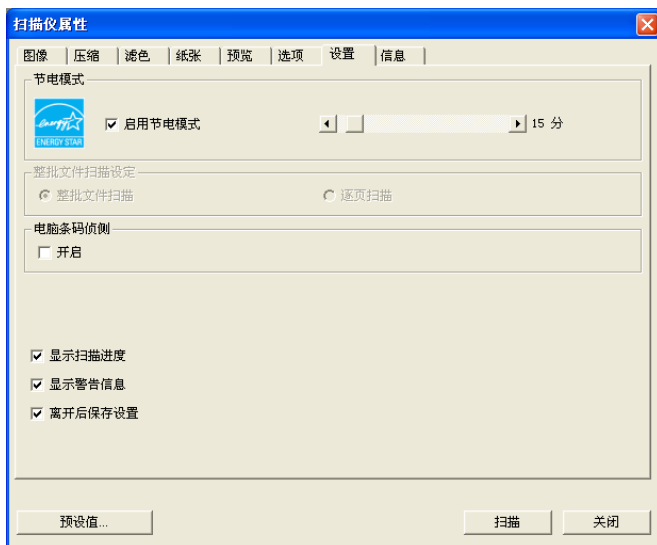 扫描仪属性
图像 压缩 滤色 纸张 预览 选项 设置 信息
节电模式
energy
ENERGY STAR
启用节电模式 15 分
整批文件扫描设定
整批文件扫描 逐页扫描
电脑条码侦侧
开启
显示扫描进度
显示警告信息
离开后保存设置
预设值... 扫描 关闭